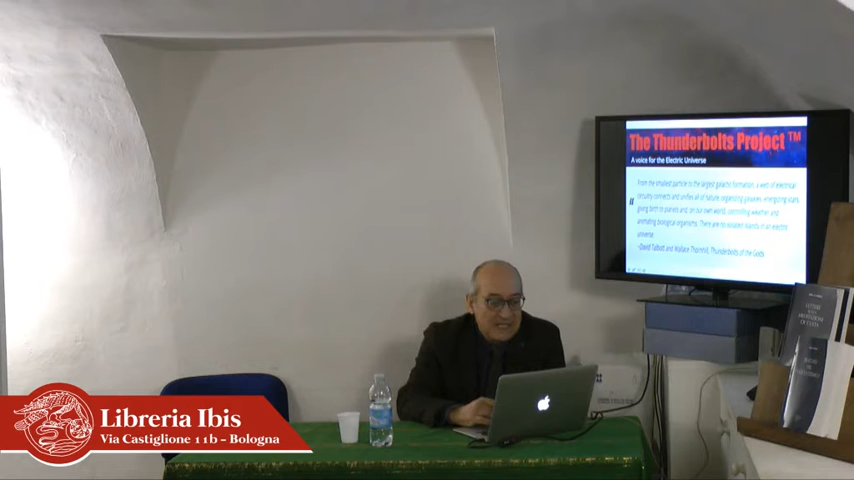 The Thunderbolts Project ™
A voice for the Electric Universe
"
From the smallest particle to the largest galactic formation, a web of electrical
circuitry connects and unifies all of nature, organizing galaxies, energizing stars,
giving birth to planets and, on our own world, controlling weather and
animating biological organisms. There are no isolated islands in an electric
universe
-David Talbott and Wallace Thornhill, Thunderbolts of the Gods
Libreria Ibis
Via Castiglione 11b - Bologna